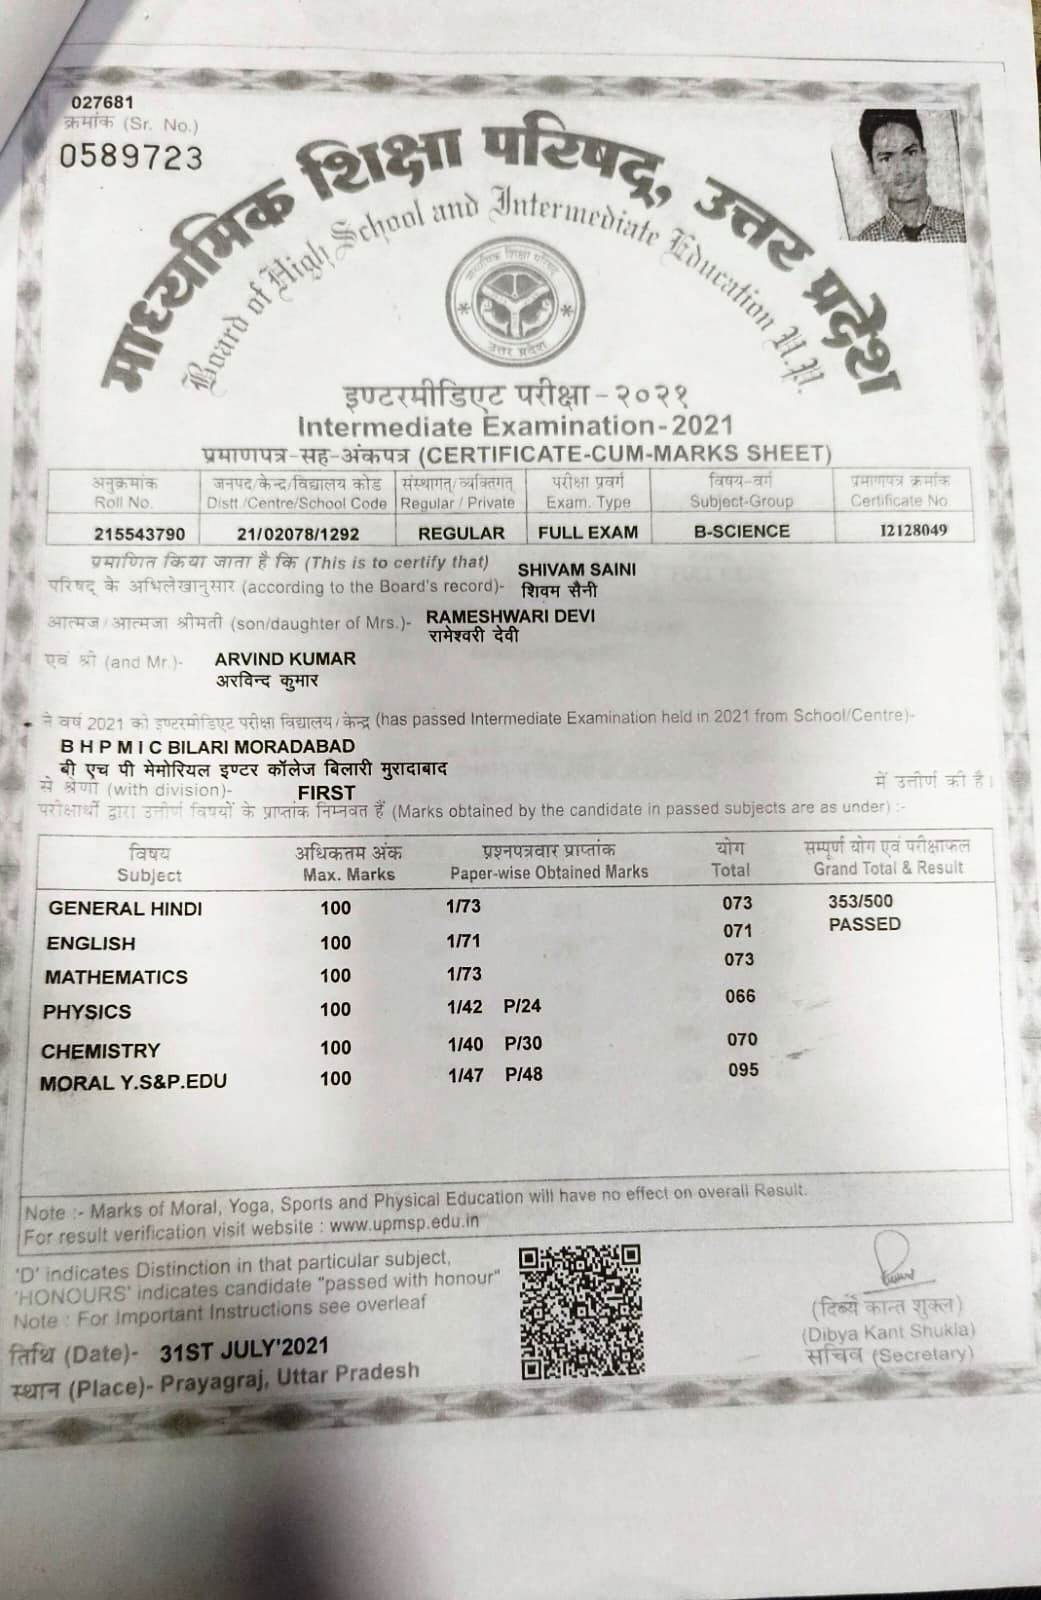 027681
क्रमांक (Sr. No.)
0589723
माध्यमिक शिक्षा परिषद्, उत्तर प्रदेश
Board of High School and Intermediate Education U.P.
माध्यमिक शिक्षा परिषद
उत्तर प्रदेश
इण्टरमीडिएट परीक्षा - २०२१
Intermediate Examination - 2021
प्रमाणपत्र-सह-अंकपत्र (CERTIFICATE-CUM-MARKS SHEET)
अनुक्रमांक जनपद/केन्द्र/विद्यालय कोड संस्थागत/व्यक्तिगत परीक्षा प्रवर्ग विषय-वर्ग प्रमाणपत्र क्रमांक
Roll No. Distt./Centre/School Code Regular / Private Exam. Type Subject-Group Certificate No.
215543790 21/02078/1292 REGULAR FULL EXAM B-SCIENCE 12128049
प्रमाणित किया जाता है कि (This is to certify that) SHIVAM SAINI
परिषद् के अभिलेखानुसार (according to the Board's record)- शिवम सैनी
आत्मज/आत्मजा श्रीमती (son/daughter of Mrs.)- RAMESHWARI DEVI
रामेश्वरी देवी
एवं श्री (and Mr.)- ARVIND KUMAR
अरविन्द कुमार
ने वर्ष 2021 को इण्टरमीडिएट परीक्षा विद्यालय/केन्द्र (has passed Intermediate Examination held in 2021 from School/Centre)-
B H P M I C BILARI MORADABAD
बी एच पी मेमोरियल इण्टर कॉलेज बिलारी मुरादाबाद
से श्रेणी (with division)- FIRST में उत्तीर्ण की है।
परीक्षार्थी द्वारा उत्तीर्ण विषयों के प्राप्तांक निम्नवत हैं (Marks obtained by the candidate in passed subjects are as under) :-
विषय अधिकतम अंक प्रश्नपत्रवार प्राप्तांक योग सम्पूर्ण योग एवं परीक्षाफल
Subject Max. Marks Paper-wise Obtained Marks Total Grand Total & Result
GENERAL HINDI 100 1/73 073 353/500
PASSED
ENGLISH 100 1/71 071
MATHEMATICS 100 1/73 073
PHYSICS 100 1/42 P/24 066
CHEMISTRY 100 1/40 P/30 070
MORAL Y.S&P.EDU 100 1/47 P/48 095
Note :- Marks of Moral, Yoga, Sports and Physical Education will have no effect on overall Result.
For result verification visit website : www.upmsp.edu.in
'D' indicates Distinction in that particular subject,
'HONOURS' indicates candidate "passed with honour"
Note : For Important Instructions see overleaf
तिथि (Date)- 31ST JULY'2021
स्थान (Place)- Prayagraj, Uttar Pradesh
(दिब्य कान्त शुक्ल)
(Dibya Kant Shukla)
सचिव (Secretary)